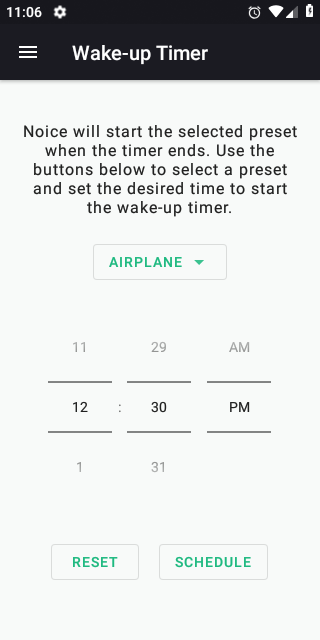 11:06
Wake-up Timer
Noice will start the selected preset
when the timer ends. Use the
buttons below to select a preset
and set the desired time to start
the wake-up timer.
AIRPLANE
11 29 AM
12 : 30 PM
1 31
RESET SCHEDULE